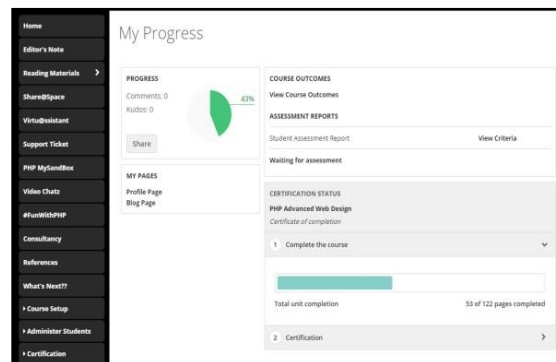 Home
Editor's Note
Reading Materials
Share@Space
Virtu@ssistant
Support Ticket
PHP MySandBox
Video Chatz
#FunWithPHP
Consultancy
References
What's Next??
Course Setup
Administer Students
Certification
My Progress
PROGRESS
Comments: 0
Kudos: 0
43%
Share
MY PAGES
Profile Page
Blog Page
COURSE OUTCOMES
View Course Outcomes
ASSESSMENT REPORTS
Student Assessment Report View Criteria
Waiting for assessment
CERTIFICATION STATUS
PHP Advanced Web Design
Certificate of completion
1 Complete the course
Total unit completion 53 of 122 pages completed
2 Certification